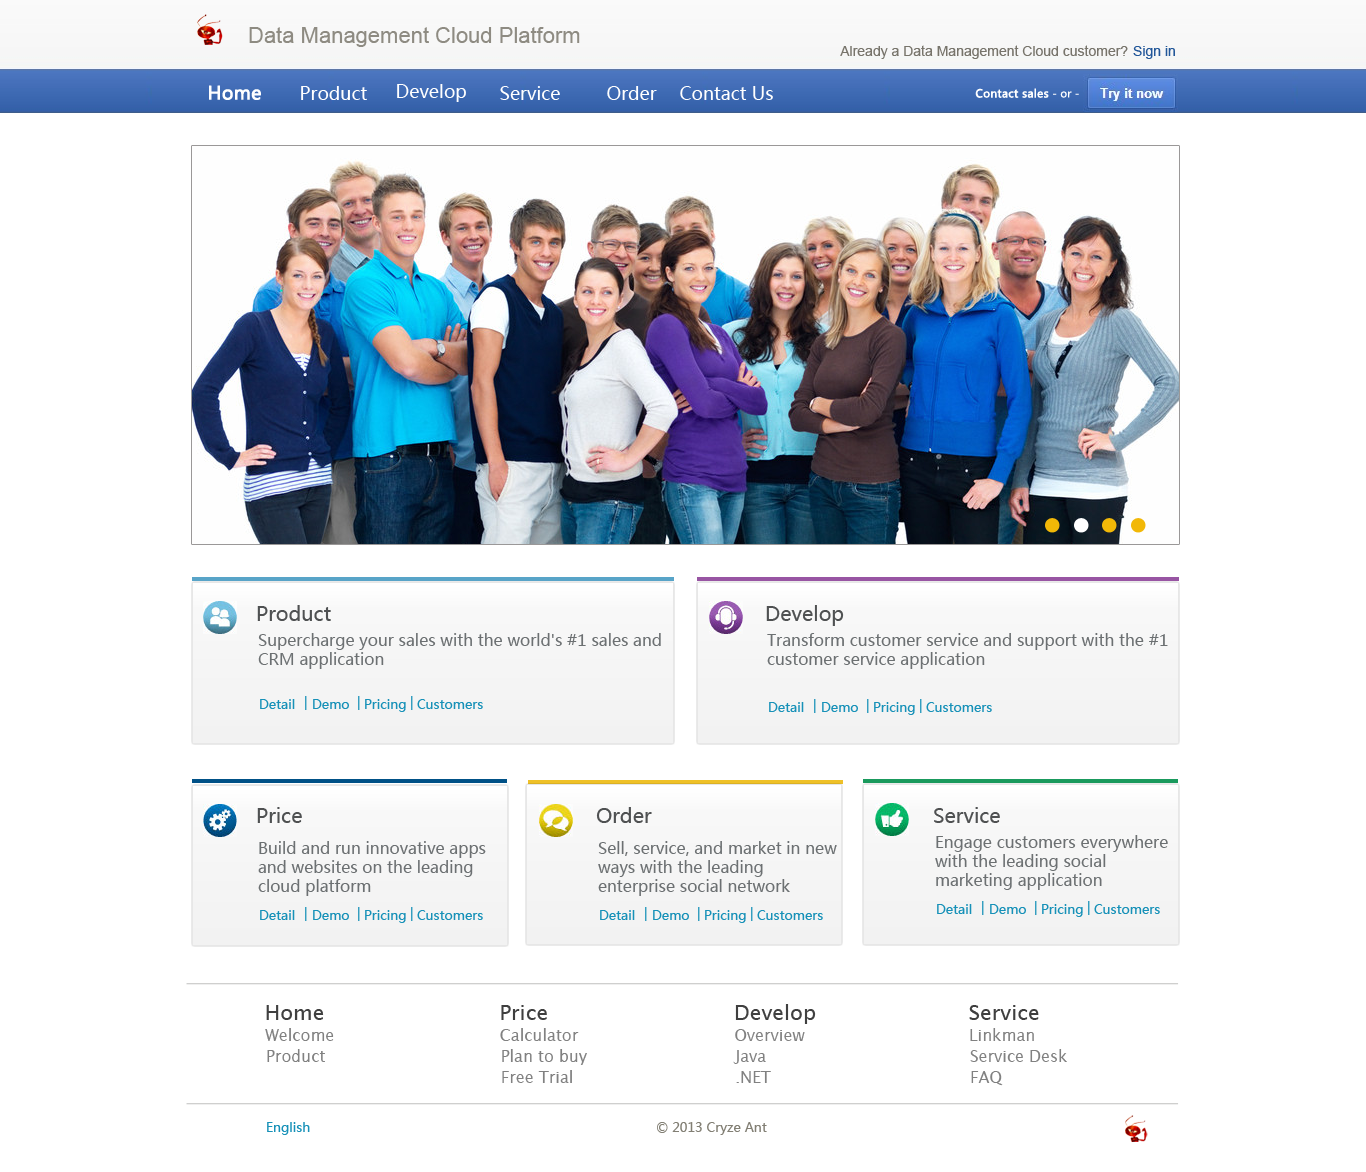 Data Management Cloud Platform
Already a Data Management Cloud customer? Sign in
Home Product Develop Service Order Contact Us Contact sales - or - Try it now
Product
Supercharge your sales with the world's #1 sales and
CRM application
Detail | Demo | Pricing | Customers
Develop
Transform customer service and support with the #1
customer service application
Detail | Demo | Pricing | Customers
Price
Build and run innovative apps
and websites on the leading
cloud platform
Detail | Demo | Pricing | Customers
Order
Sell, service, and market in new
ways with the leading
enterprise social network
Detail | Demo | Pricing | Customers
Service
Engage customers everywhere
with the leading social
marketing application
Detail | Demo | Pricing | Customers
Home
Welcome
Product
Price
Calculator
Plan to buy
Free Trial
Develop
Overview
Java
.NET
Service
Linkman
Service Desk
FAQ
English
© 2013 Cryze Ant